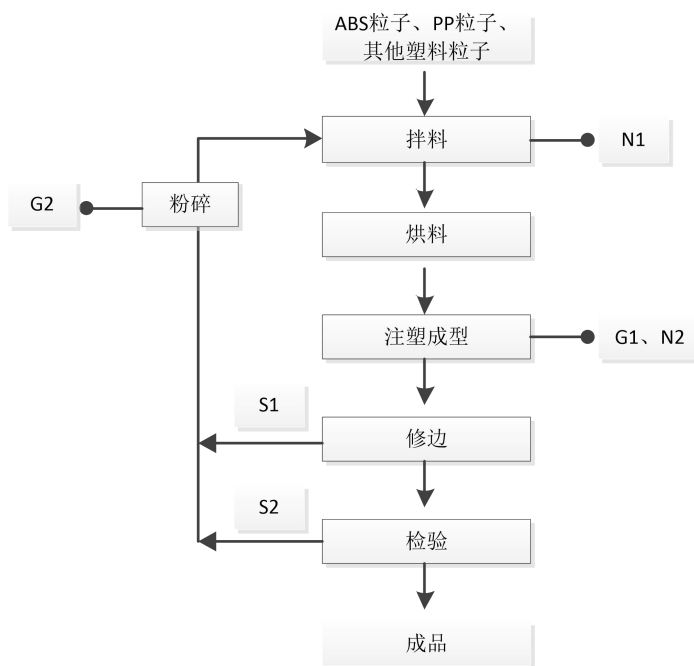 ABS粒子、PP粒子、
其他塑料粒子
拌料
N1
G2
粉碎
烘料
注塑成型
G1、N2
S1
修边
S2
检验
成品